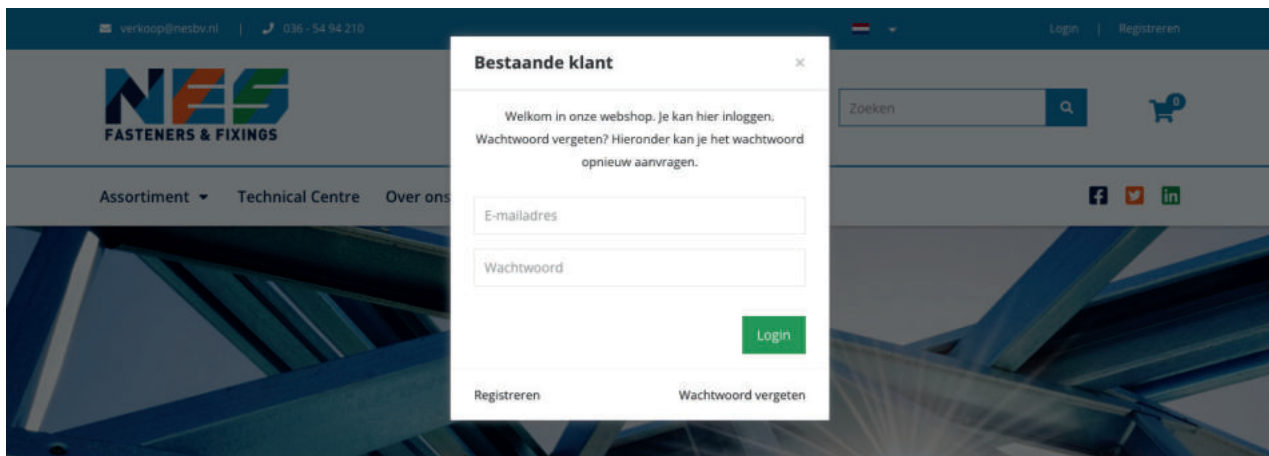 verkoop@nesbv.nl | 036 - 54 94 210
Login | Registreren
NES
FASTENERS & FIXINGS
Zoeken
0
Assortiment Technical Centre Over ons
Bestaande klant ×
Welkom in onze webshop. Je kan hier inloggen.
Wachtwoord vergeten? Hieronder kan je het wachtwoord
opnieuw aanvragen.
E-mailadres
Wachtwoord
Login
Registreren Wachtwoord vergeten